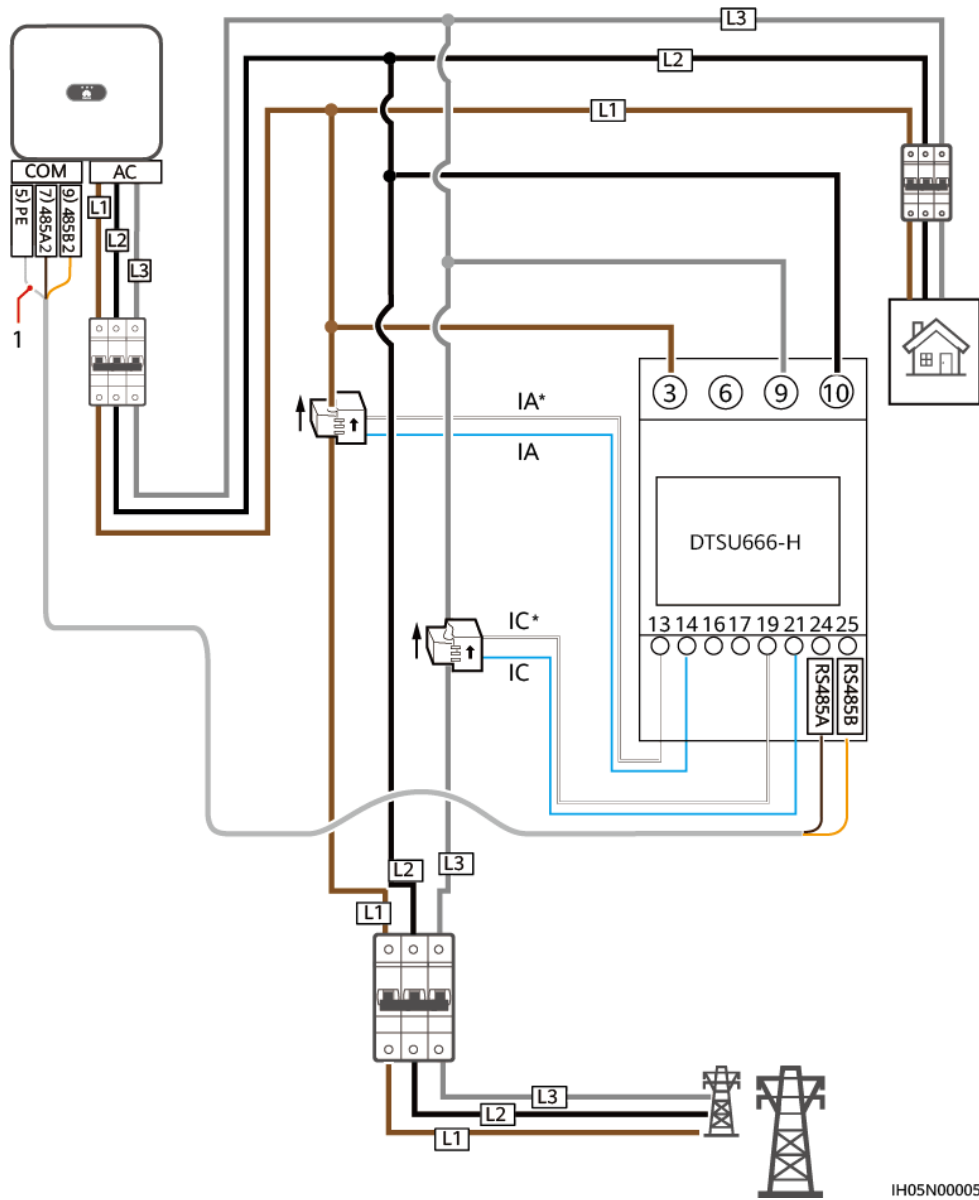 L3
L2
L1
COM
AC
5) PE
7) 485A2
9) 485B2
L1
L2
L3
1
3
6
9
10
IA*
IA
DTSU666-H
IC*
IC
13 14 16 17 19 21 24 25
RS485A
RS485B
L2
L3
L1
L3
L2
L1
IH05N00005